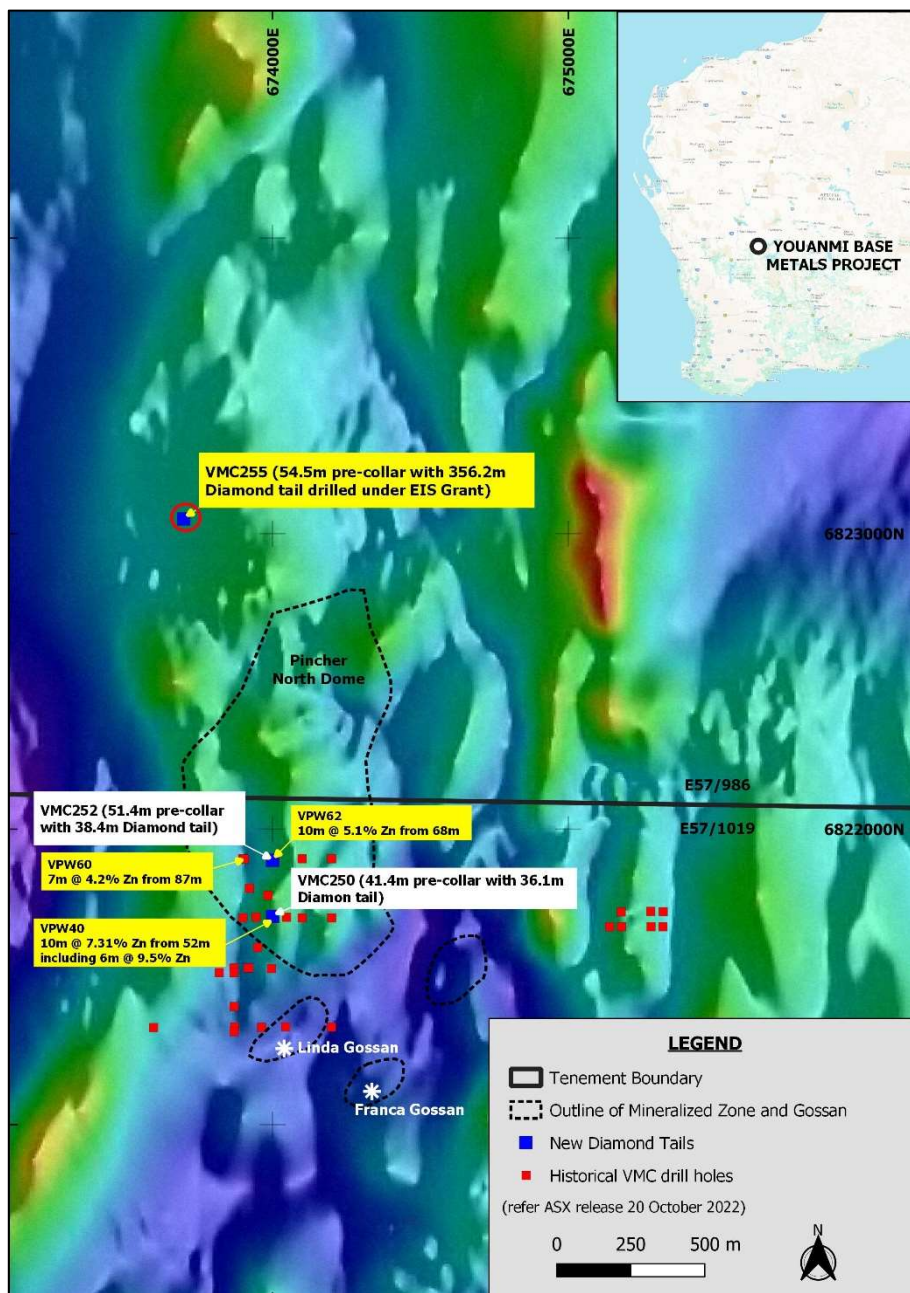 674000E
675000E
YOUANMI BASE
METALS PROJECT
VMC255 (54.5m pre-collar with 356.2m
Diamond tail drilled under EIS Grant)
6823000N
Pincher
North Dome
E57/986
E57/1019
6822000N
VMC252 (51.4m pre-collar
with 38.4m Diamond tail)
VPW62
10m @ 5.1% Zn from 68m
VPW60
7m @ 4.2% Zn from 87m
VMC250 (41.4m pre-collar with 36.1m
Diamon tail)
VPW40
10m @ 7.31% Zn from 52m
including 6m @ 9.5% Zn
Linda Gossan
Franca Gossan
LEGEND
Tenement Boundary
Outline of Mineralized Zone and Gossan
New Diamond Tails
Historical VMC drill holes
(refer ASX release 20 October 2022)
N
0 250 500 m